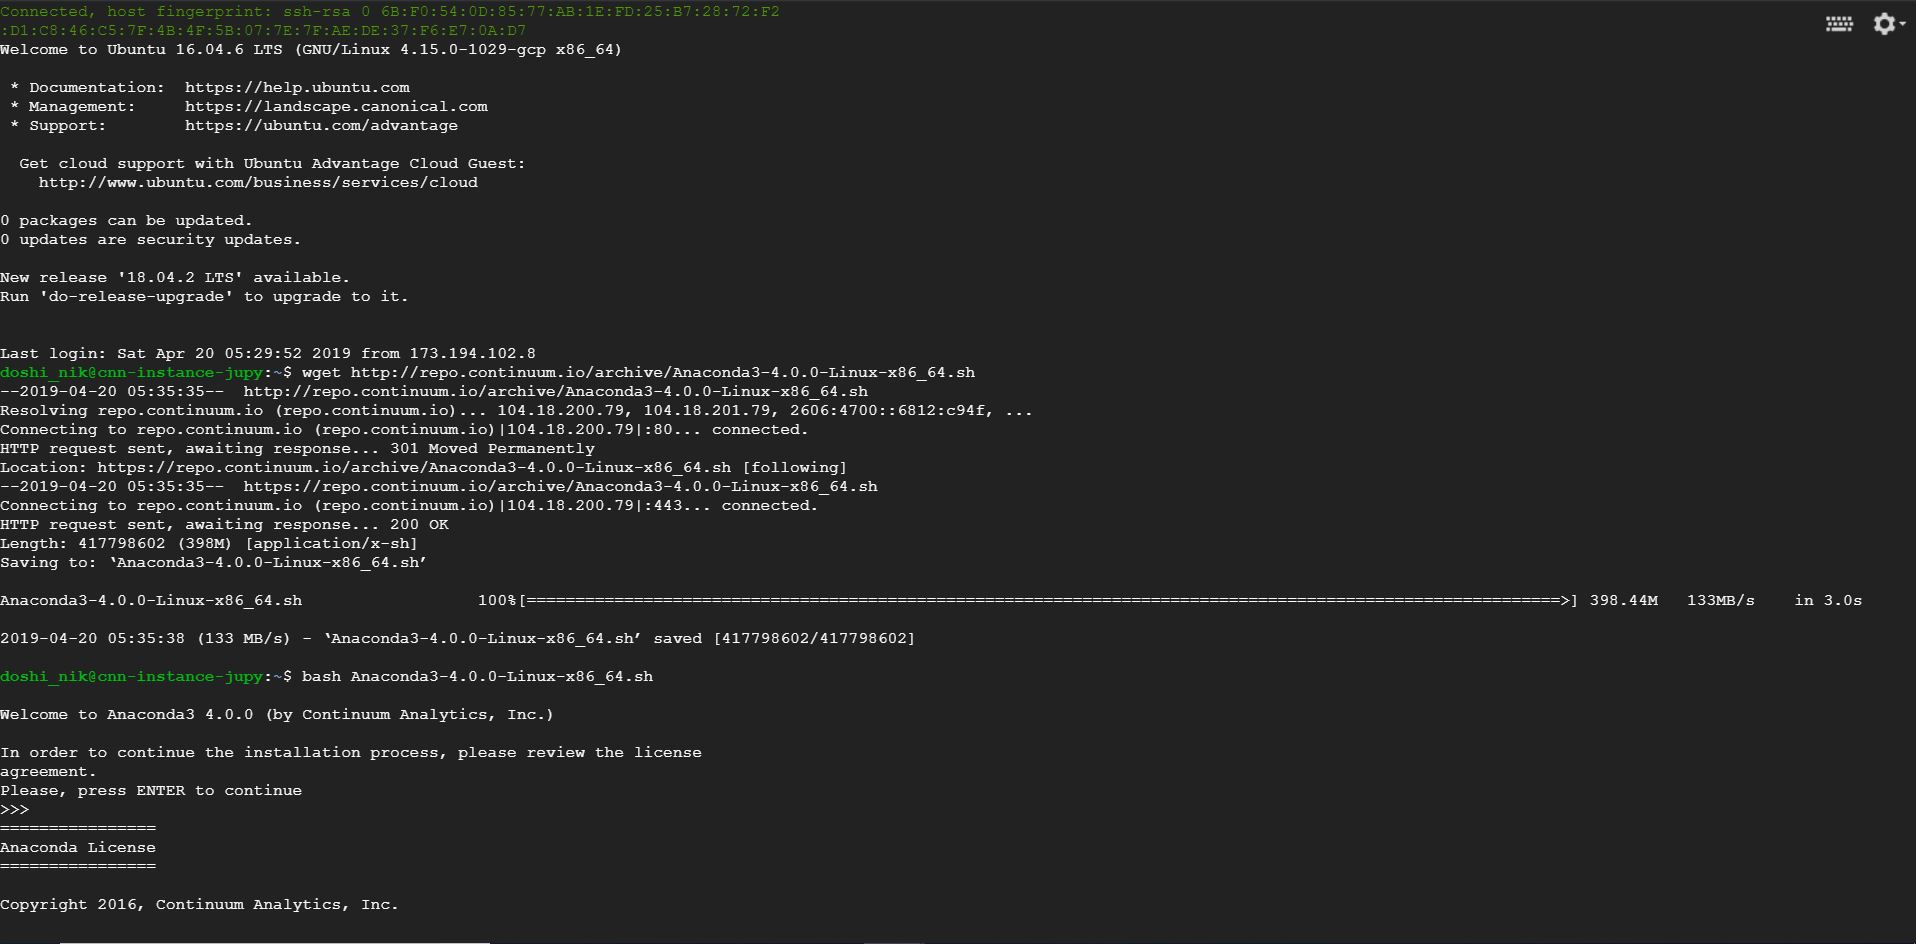 Connected, host fingerprint: ssh-rsa 0 6B:F0:54:0D:85:77:AB:1E:FD:25:B7:28:72:F2
:D1:C8:46:C5:7F:4B:4F:5B:07:7E:7F:AE:DE:37:F6:E7:0A:D7
Welcome to Ubuntu 16.04.6 LTS (GNU/Linux 4.15.0-1029-gcp x86_64)
* Documentation:  https://help.ubuntu.com
* Management:     https://landscape.canonical.com
* Support:        https://ubuntu.com/advantage
Get cloud support with Ubuntu Advantage Cloud Guest:
http://www.ubuntu.com/business/services/cloud
0 packages can be updated.
0 updates are security updates.
New release '18.04.2 LTS' available.
Run 'do-release-upgrade' to upgrade to it.
Last login: Sat Apr 20 05:29:52 2019 from 173.194.102.8
doshi_nik@cnn-instance-jupy:~$ wget http://repo.continuum.io/archive/Anaconda3-4.0.0-Linux-x86_64.sh
--2019-04-20 05:35:35--  http://repo.continuum.io/archive/Anaconda3-4.0.0-Linux-x86_64.sh
Resolving repo.continuum.io (repo.continuum.io)... 104.18.200.79, 104.18.201.79, 2606:4700::6812:c94f, ...
Connecting to repo.continuum.io (repo.continuum.io)|104.18.200.79|:80... connected.
HTTP request sent, awaiting response... 301 Moved Permanently
Location: https://repo.continuum.io/archive/Anaconda3-4.0.0-Linux-x86_64.sh [following]
--2019-04-20 05:35:35--  https://repo.continuum.io/archive/Anaconda3-4.0.0-Linux-x86_64.sh
Connecting to repo.continuum.io (repo.continuum.io)|104.18.200.79|:443... connected.
HTTP request sent, awaiting response... 200 OK
Length: 417798602 (398M) [application/x-sh]
Saving to: ‘Anaconda3-4.0.0-Linux-x86_64.sh’
Anaconda3-4.0.0-Linux-x86_64.sh                  100%[==========================================================================================================>] 398.44M   133MB/s    in 3.0s
2019-04-20 05:35:38 (133 MB/s) - ‘Anaconda3-4.0.0-Linux-x86_64.sh’ saved [417798602/417798602]
doshi_nik@cnn-instance-jupy:~$ bash Anaconda3-4.0.0-Linux-x86_64.sh
Welcome to Anaconda3 4.0.0 (by Continuum Analytics, Inc.)
In order to continue the installation process, please review the license
agreement.
Please, press ENTER to continue
>>>
================
Anaconda License
================
Copyright 2016, Continuum Analytics, Inc.